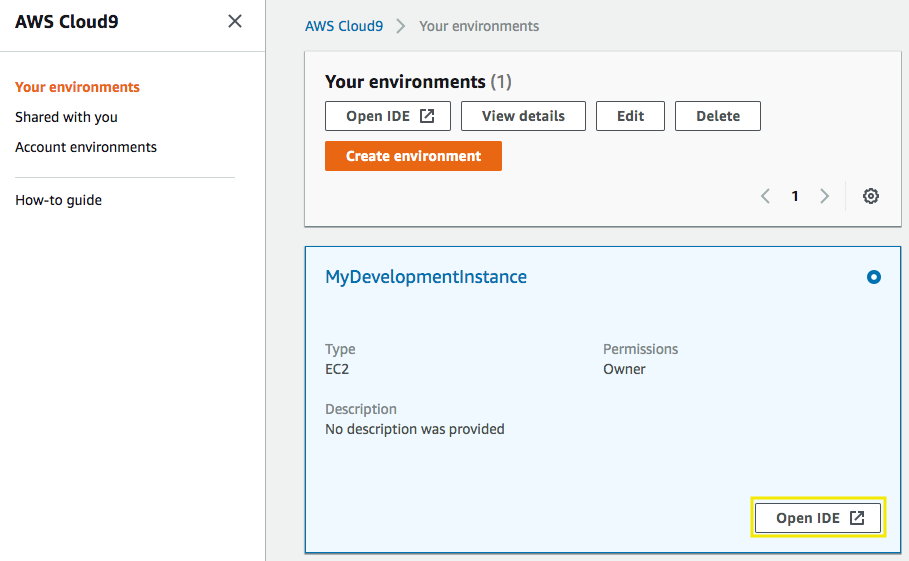 AWS Cloud9
Your environments
Shared with you
Account environments
How-to guide
AWS Cloud9 > Your environments
Your environments (1)
Open IDE View details Edit Delete
Create environment
1
MyDevelopmentInstance
Type Permissions
EC2 Owner
Description
No description was provided
Open IDE